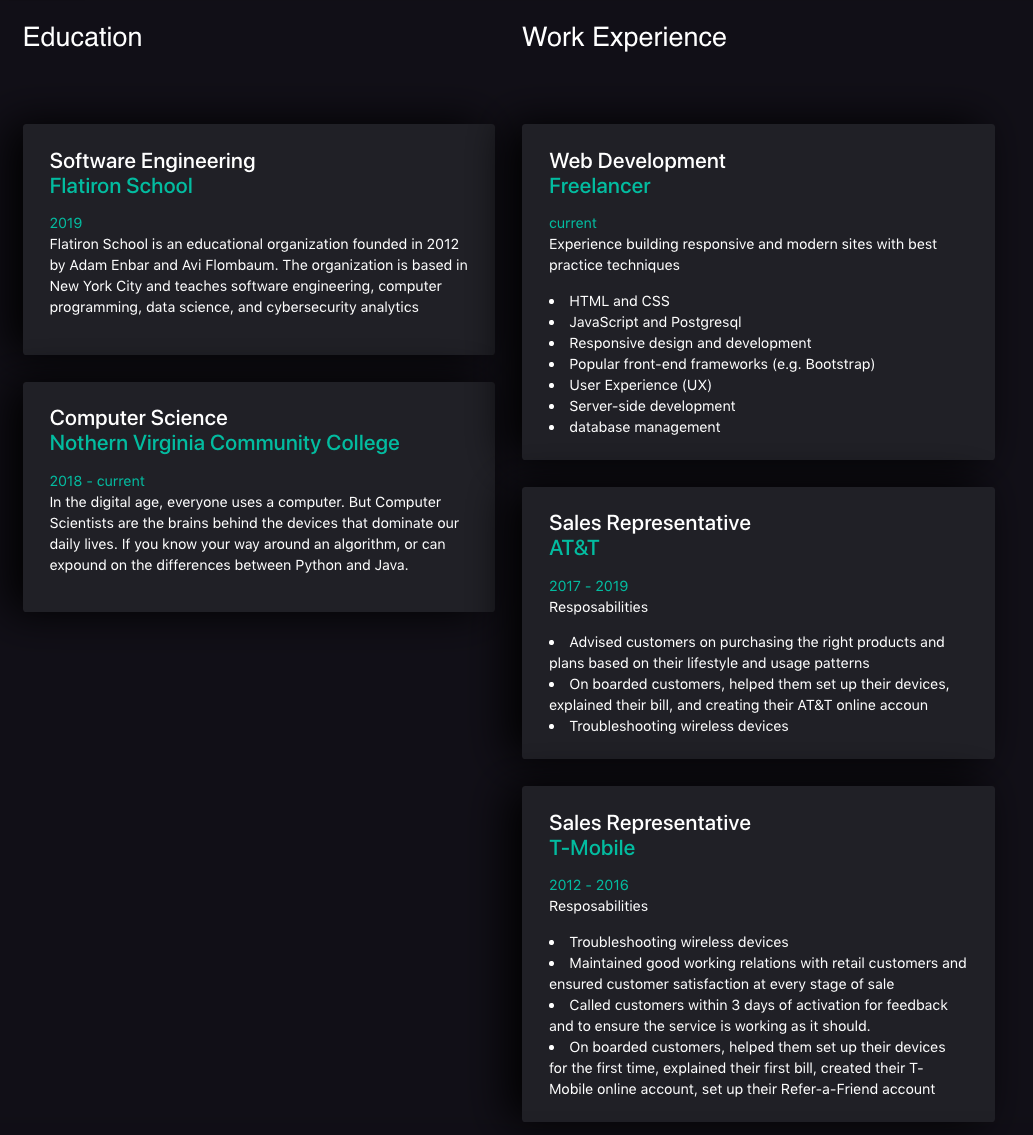 Education
Software Engineering
Flatiron School
2019
Flatiron School is an educational organization founded in 2012
by Adam Enbar and Avi Flombaum. The organization is based in
New York City and teaches software engineering, computer
programming, data science, and cybersecurity analytics
Computer Science
Nothern Virginia Community College
2018 - current
In the digital age, everyone uses a computer. But Computer
Scientists are the brains behind the devices that dominate our
daily lives. If you know your way around an algorithm, or can
expound on the differences between Python and Java.
Work Experience
Web Development
Freelancer
current
Experience building responsive and modern sites with best
practice techniques
• HTML and CSS
• JavaScript and Postgresql
• Responsive design and development
• Popular front-end frameworks (e.g. Bootstrap)
• User Experience (UX)
• Server-side development
• database management
Sales Representative
AT&T
2017 - 2019
Resposabilities
• Advised customers on purchasing the right products and
plans based on their lifestyle and usage patterns
• On boarded customers, helped them set up their devices,
explained their bill, and creating their AT&T online accoun
• Troubleshooting wireless devices
Sales Representative
T-Mobile
2012 - 2016
Resposabilities
• Troubleshooting wireless devices
• Maintained good working relations with retail customers and
ensured customer satisfaction at every stage of sale
• Called customers within 3 days of activation for feedback
and to ensure the service is working as it should.
• On boarded customers, helped them set up their devices
for the first time, explained their first bill, created their T-
Mobile online account, set up their Refer-a-Friend account